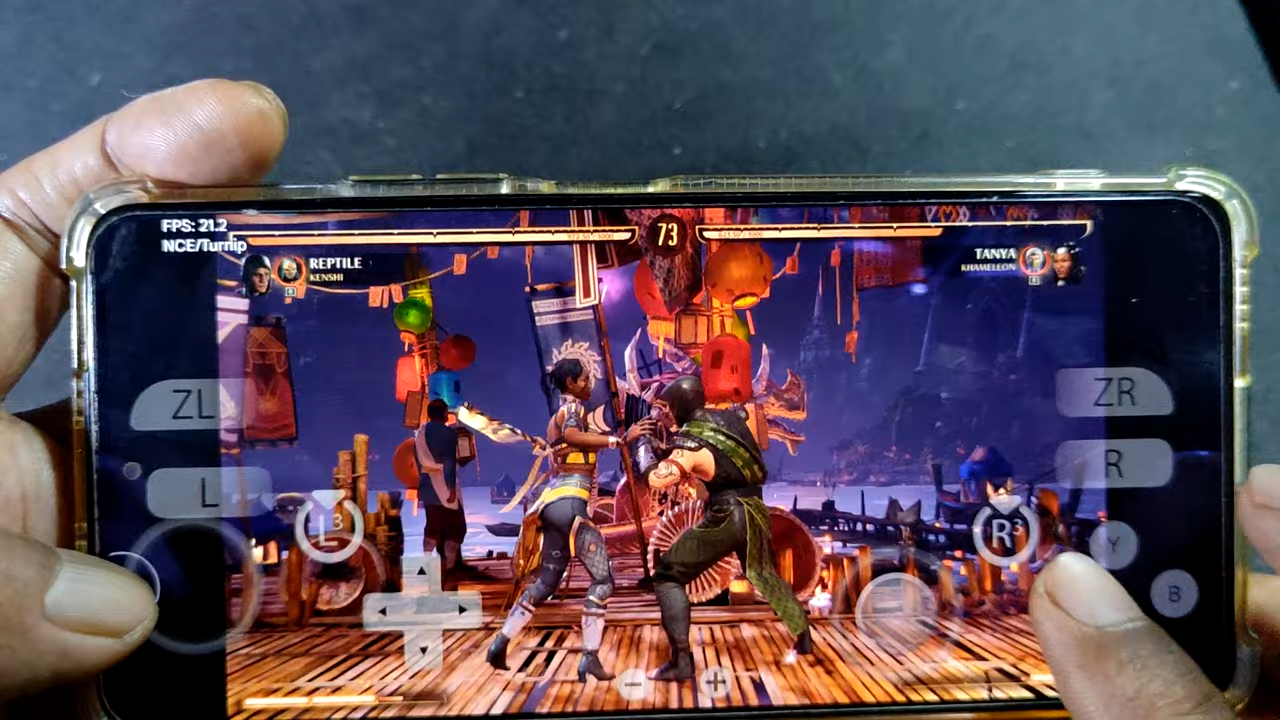 FPS: 21.2
NCE/Turnip
73
REPTILE
KENSHI
TANYA
KHAMELEON
ZL
ZR
L
R
L3
R3
Y
B